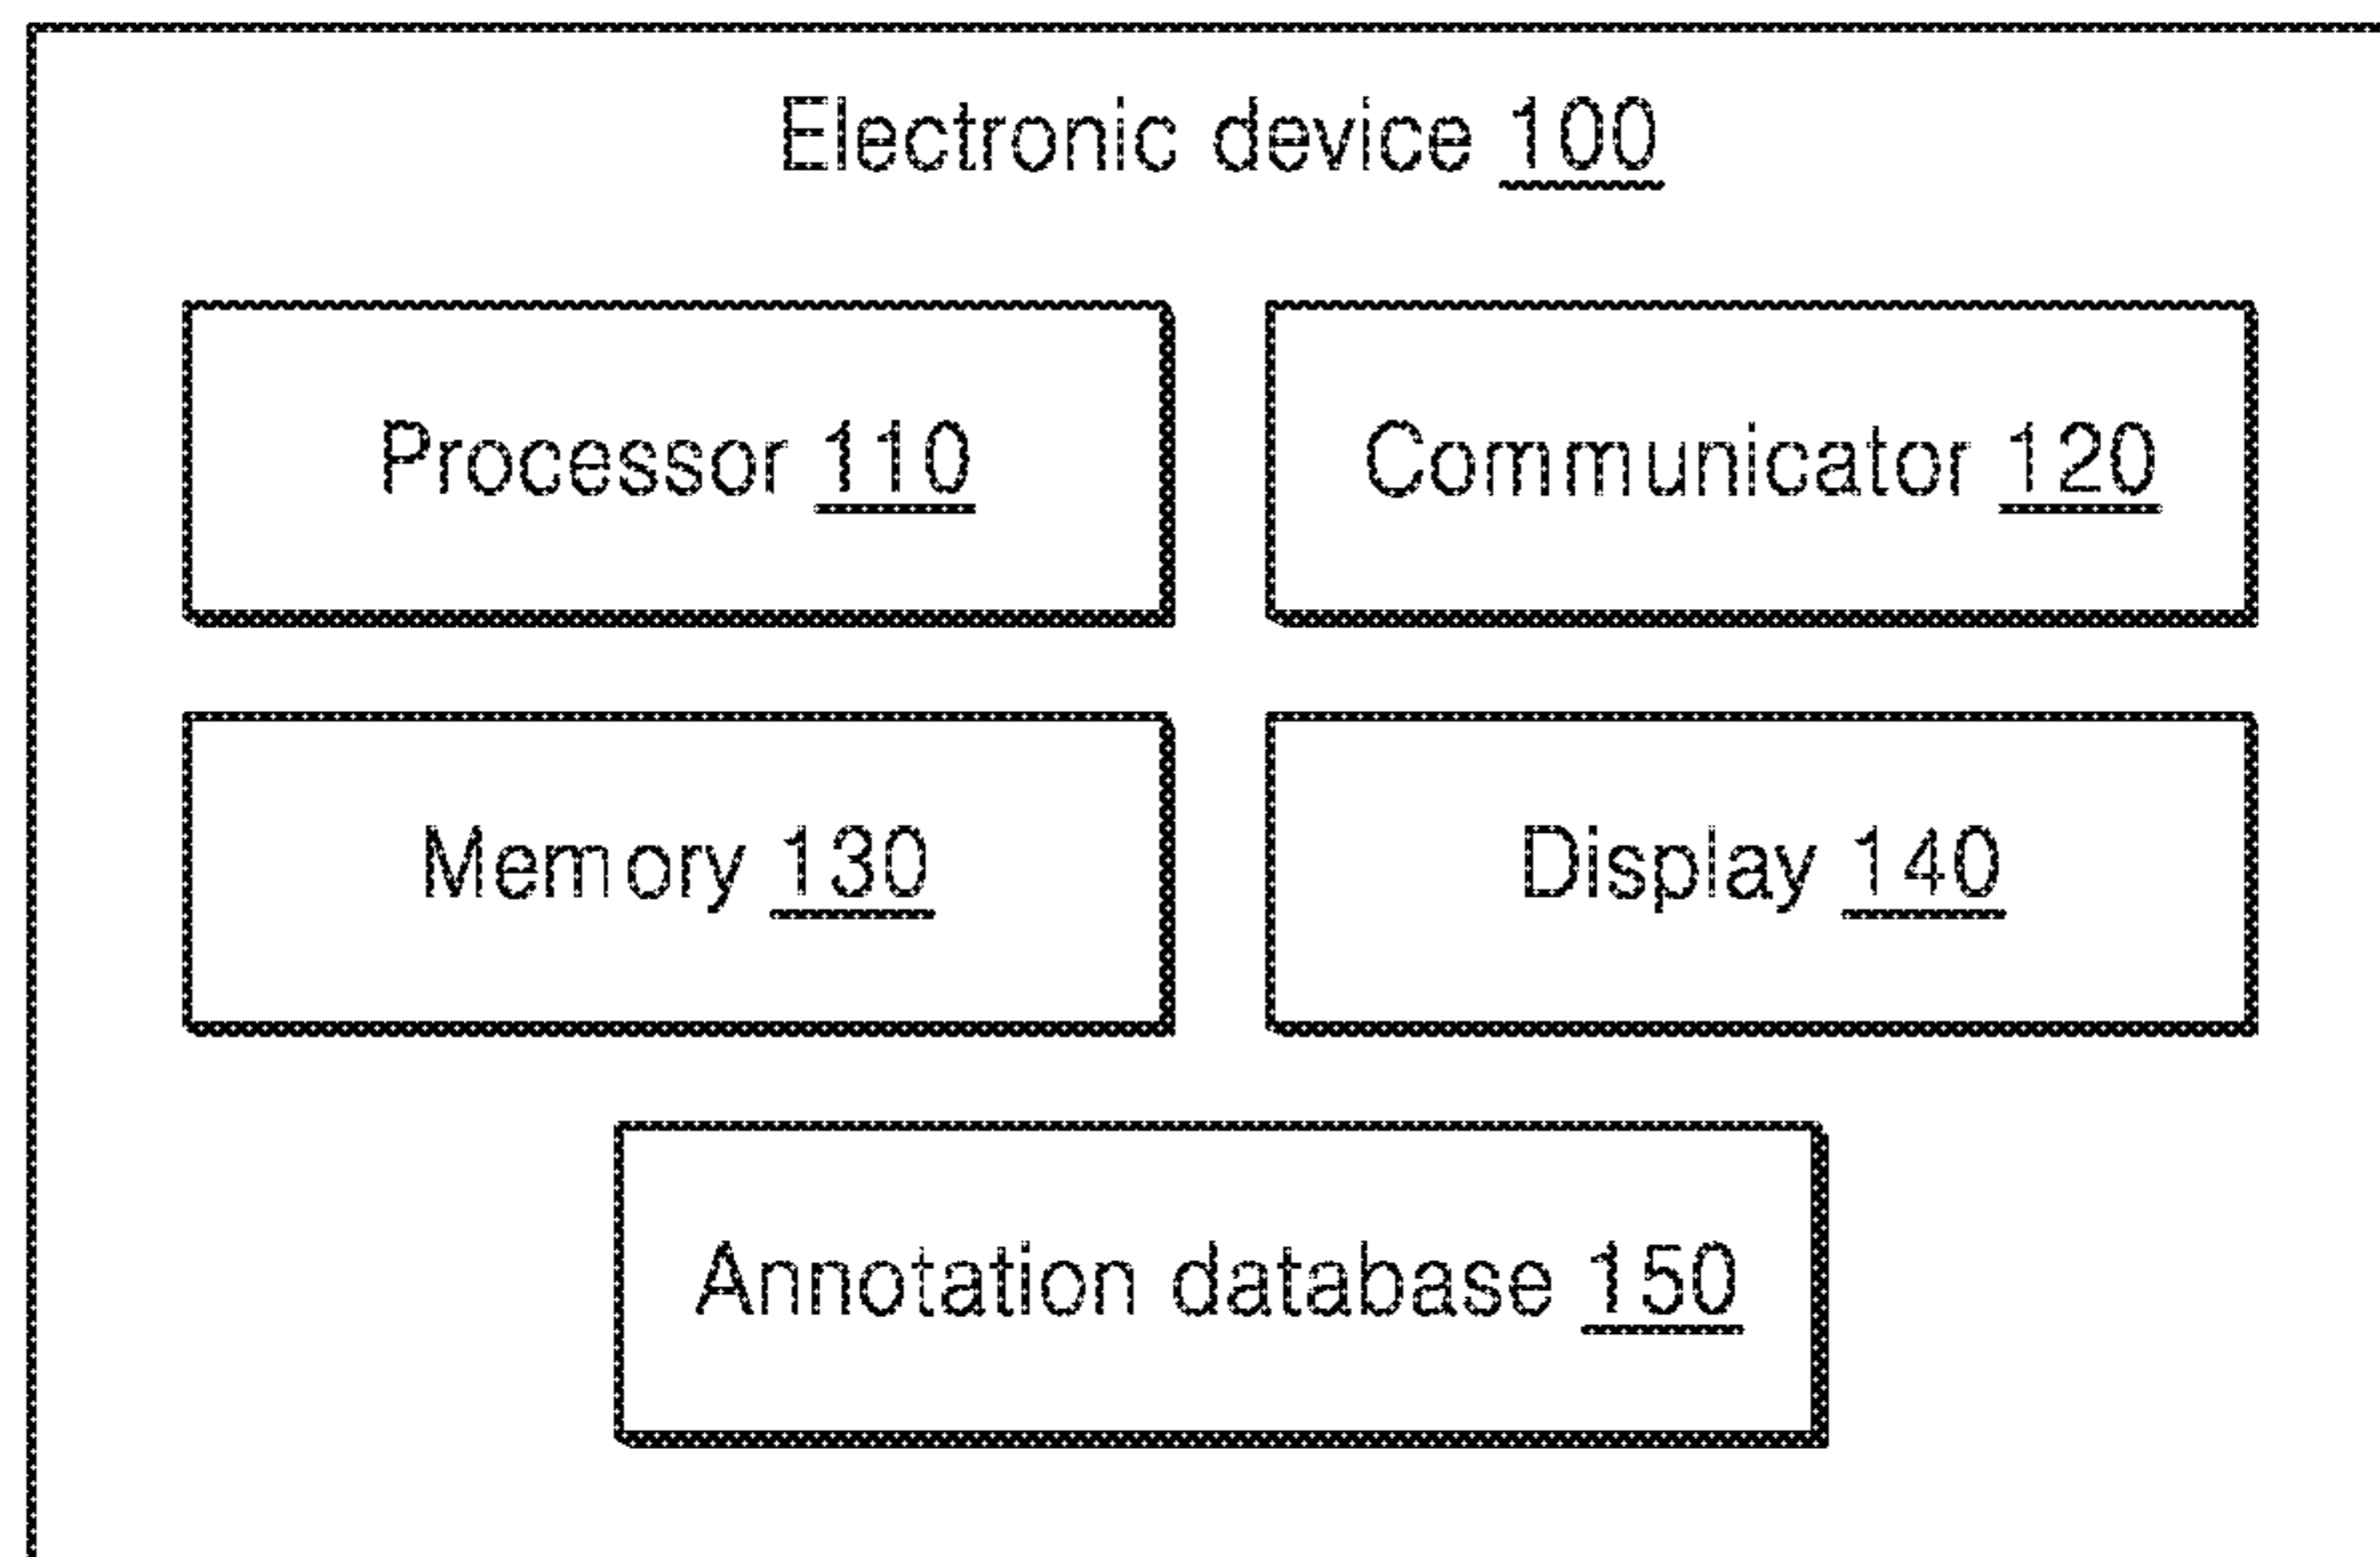 Electronic device 100
Processor 110
Communicator 120
Memory 130
Display 140
Annotation database 150